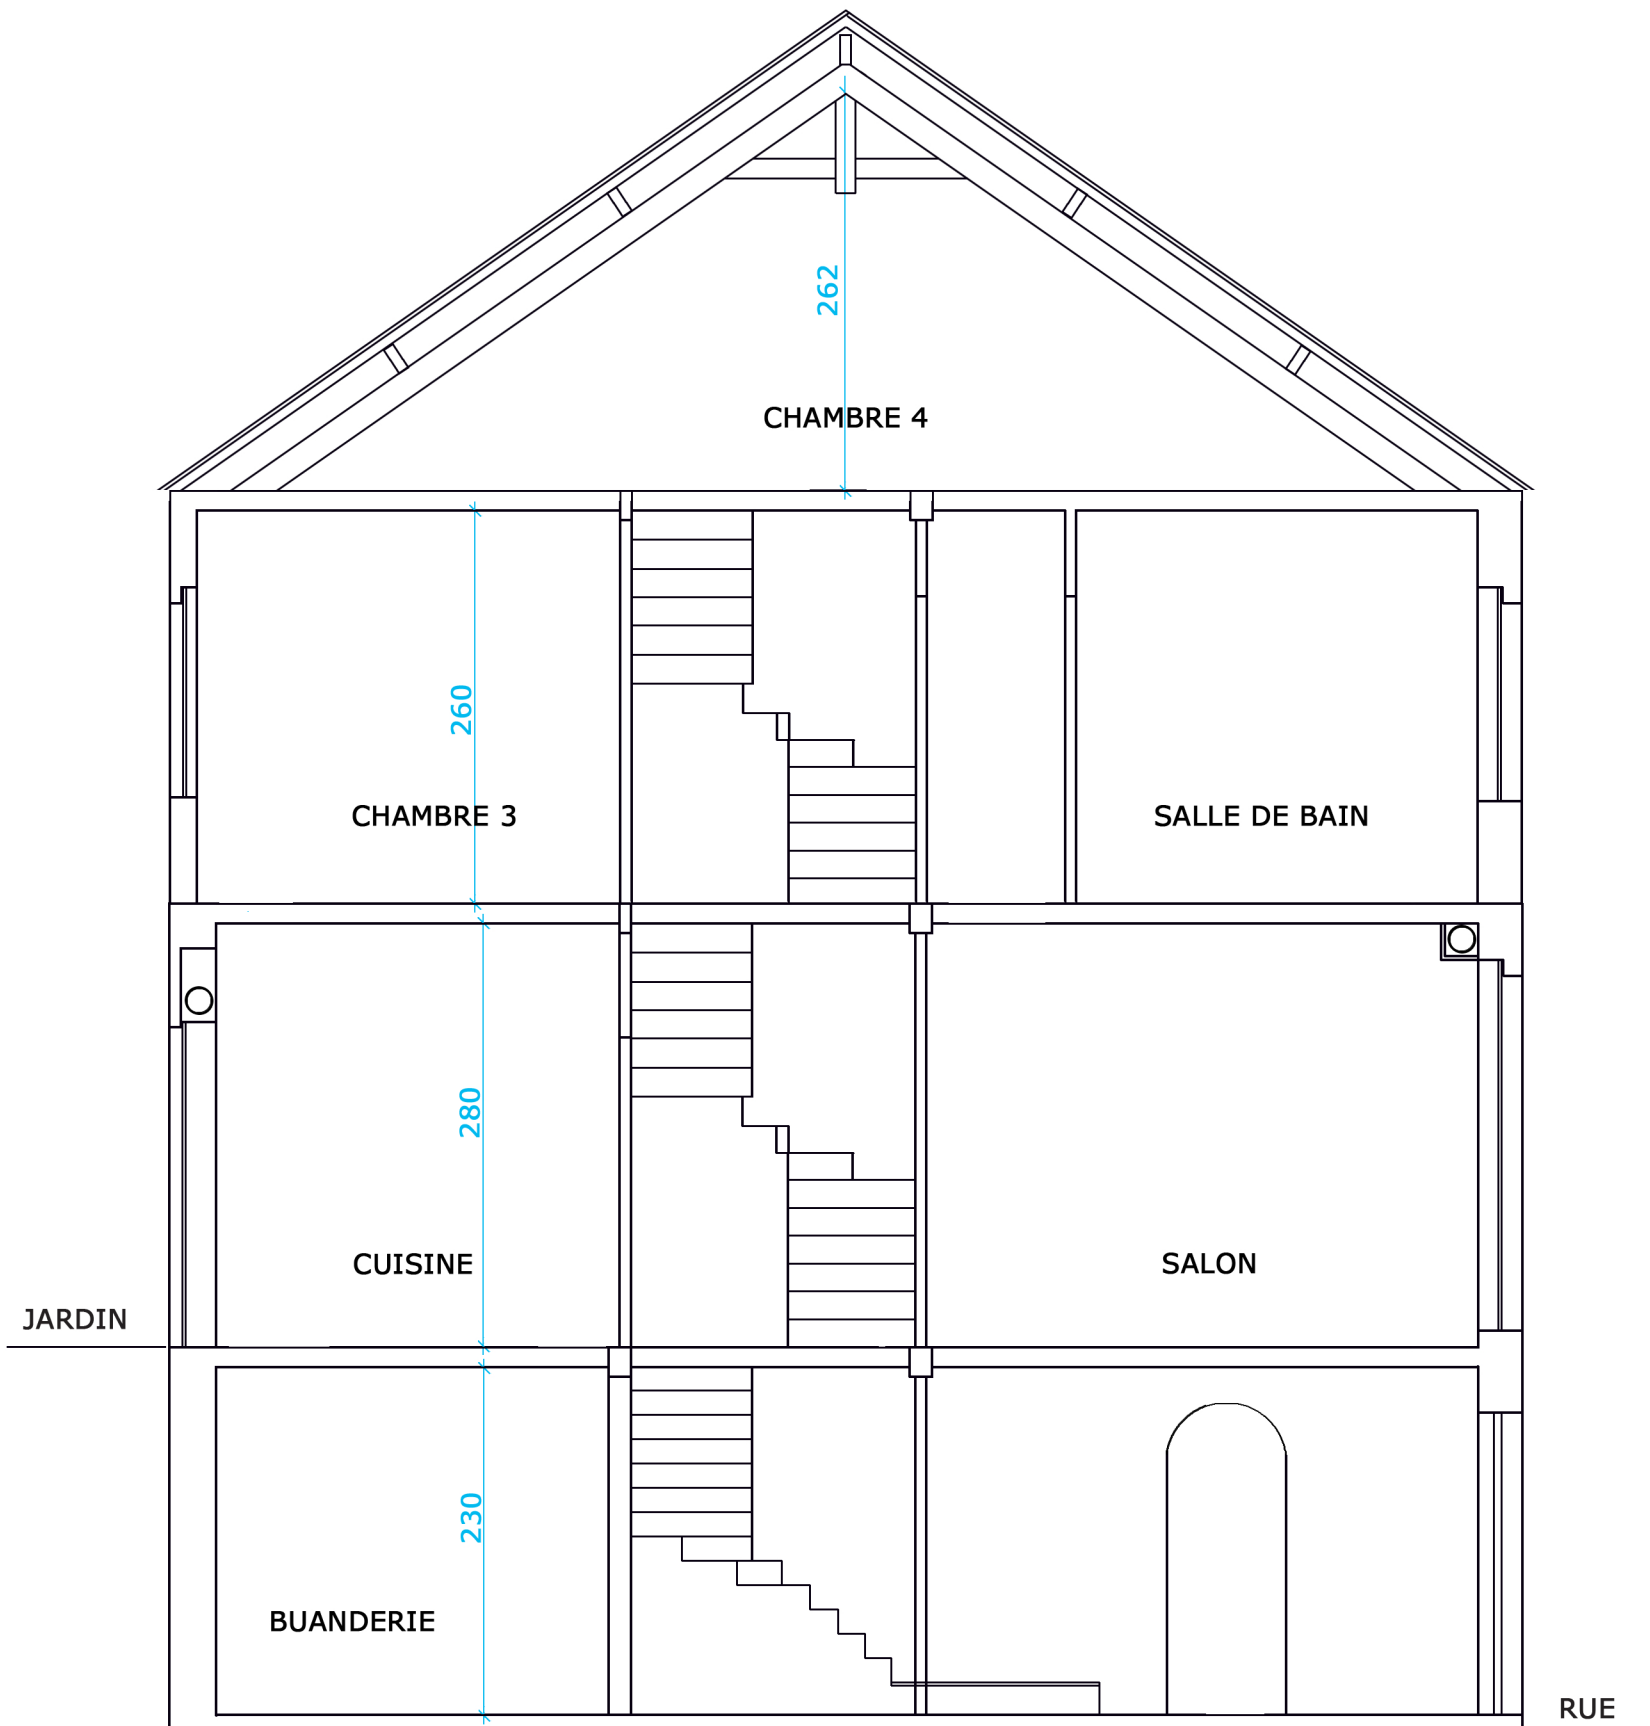 262
CHAMBRE 4
260
CHAMBRE 3
SALLE DE BAIN
280
CUISINE
SALON
JARDIN
230
BUANDERIE
RUE